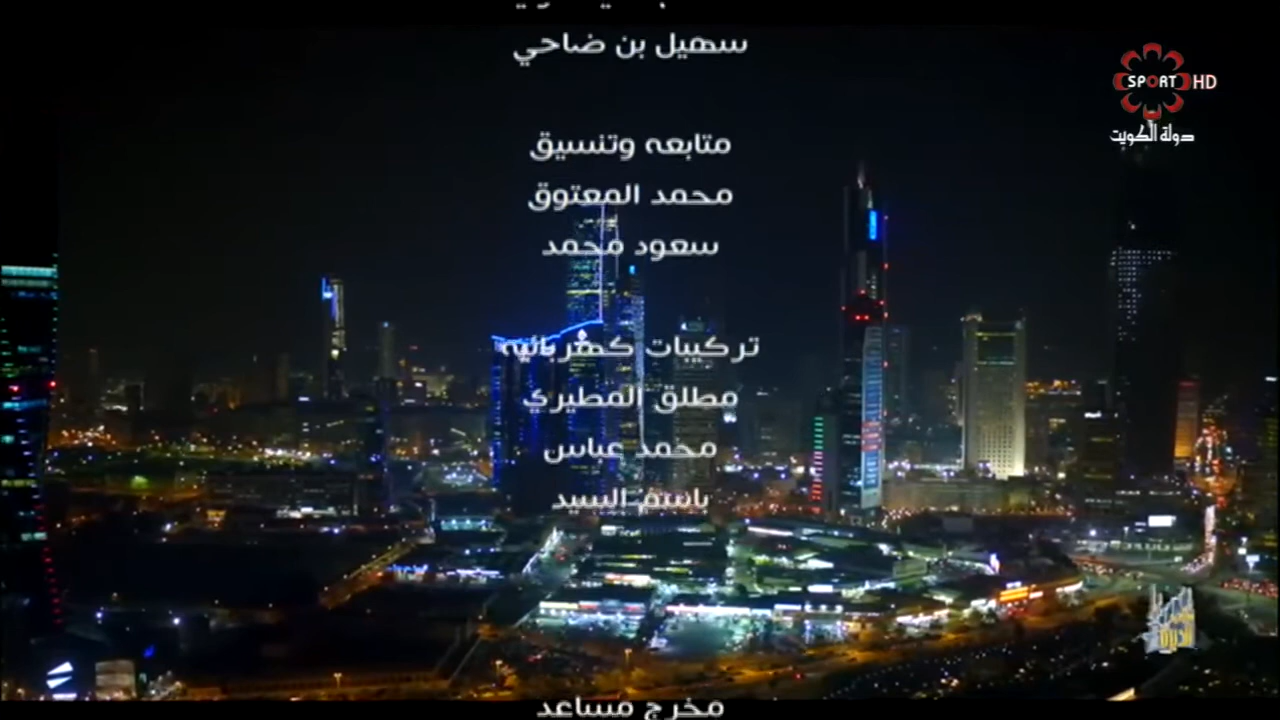 سهيل بن ضاحي
SPORT HD
دولة الكويت
متابعه وتنسيق
محمد المعتوق
سعود محمد
تركيبات كهربائيه
مطلق المطيري
محمد عباس
باسم السيد
مخرج مساعد